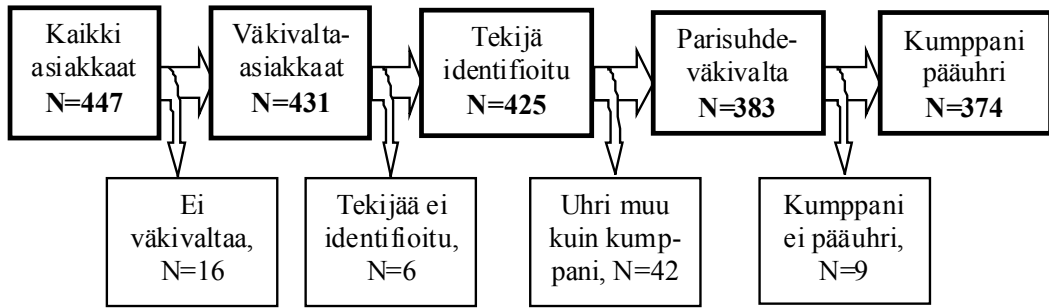 Kaikki
asiakkaat
N=447
Väkivalta-
asiakkaat
N=431
Tekijä
identifioitu
N=425
Parisuhde-
väkivalta
N=383
Kumppani
pääuhri
N=374
Ei
väkivaltaa,
N=16
Tekijää ei
identifioitu,
N=6
Uhri muu
kuin kump-
pani, N=42
Kumppani
ei pääuhri,
N=9